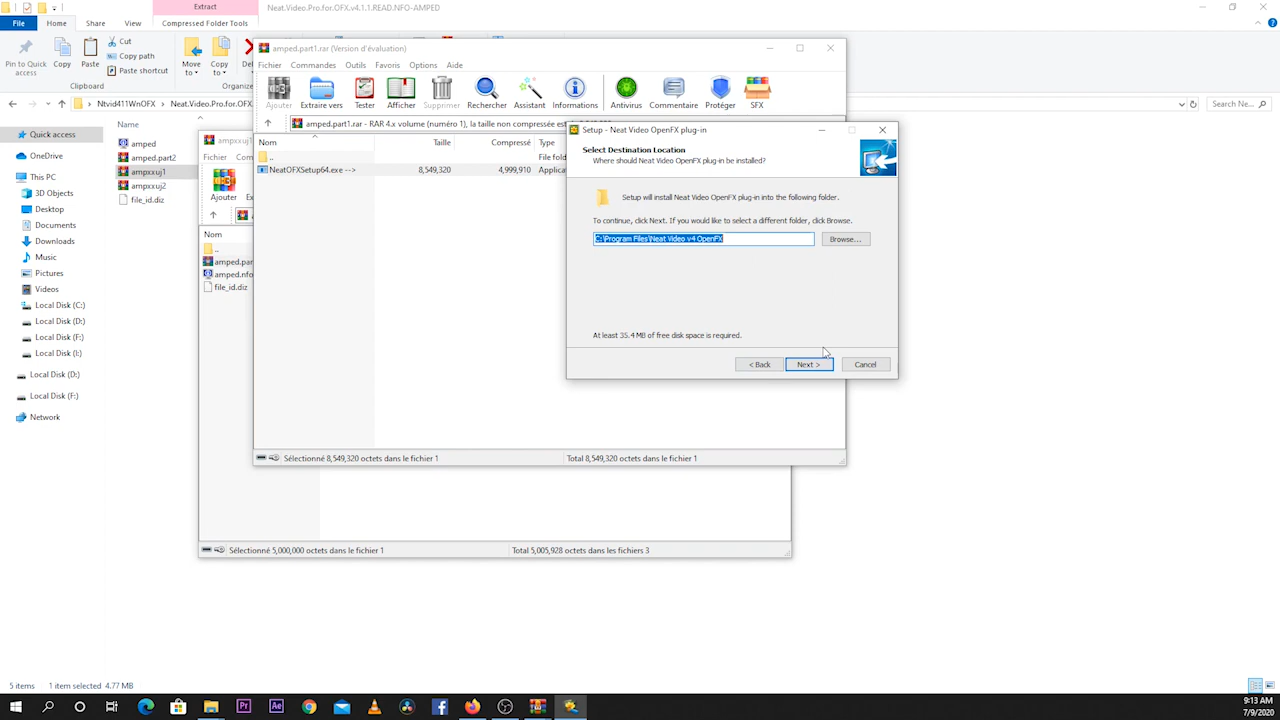 Extract
Neat.Video.Pro.for.OFX.v4.1.1.READ.NFO-AMPED
File
Home
Share
View
Compressed Folder Tools
Pin to Quick access
Copy
Paste
Cut
Copy path
Paste shortcut
Clipboard
Move to
Copy to
Organize
Ntvid411WnOFX
Neat.Video.Pro.for.OFX
Search Ne...
Quick access
OneDrive
This PC
3D Objects
Desktop
Documents
Downloads
Music
Pictures
Videos
Local Disk (C:)
Local Disk (D:)
Local Disk (F:)
Local Disk (I:)
Local Disk (D:)
Local Disk (F:)
Network
Name
amped
amped.part2
ampxxuj1
ampxxuj2
file_id.diz
ampxxuj1
Fichier
Ajouter
Nom
..
amped.par
amped.nfo
file_id.diz
Sélectionné 5,000,000 octets dans le fichier 1
Total 5,005,928 octets dans les fichiers 3
amped.part1.rar (Version d'évaluation)
Fichier Commandes Outils Favoris Options Aide
Ajouter
Extraire vers
Tester
Afficher
Supprimer
Rechercher
Assistant
Informations
Antivirus
Commentaire
Protéger
SFX
amped.part1.rar - RAR 4.x volume (numéro 1), la taille non compressée est
Nom Taille Compressé Type
.. File fold
NeatOFXSetup64.exe --> 8,549,320 4,999,910 Applica
Sélectionné 8,549,320 octets dans le fichier 1
Total 8,549,320 octets dans le fichier 1
Setup - Neat Video OpenFX plug-in
Select Destination Location
Where should Neat Video OpenFX plug-in be installed?
Setup will install Neat Video OpenFX plug-in into the following folder.
To continue, click Next. If you would like to select a different folder, click Browse.
C:\Program Files\Neat Video v4 OpenFX
Browse...
At least 35.4 MB of free disk space is required.
< Back
Next >
Cancel
5 items
1 item selected 4.77 MB
Pr
Ae
9:13 AM
7/9/2020